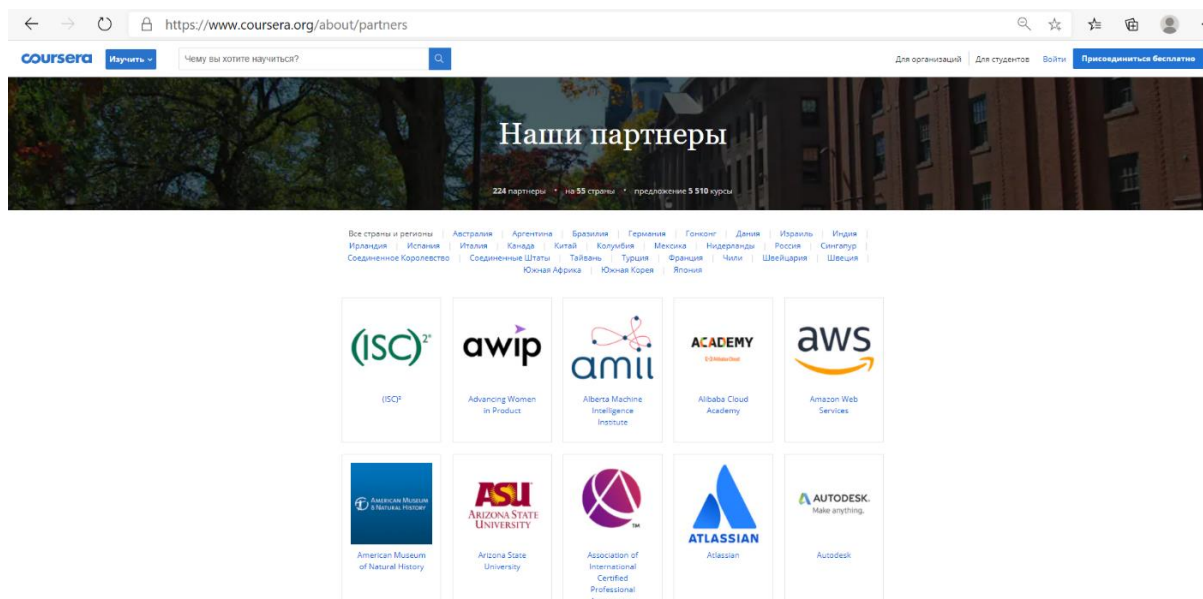 https://www.coursera.org/about/partners
coursera Изучить Чему вы хотите научиться? Для организаций Для студентов Войти Присоединиться бесплатно
Наши партнеры
224 партнеры • на 55 страны • предложение 5 510 курсы
Все страны и регионы | Австралия | Аргентина | Бразилия | Германия | Гонконг | Дания | Израиль | Индия |
Ирландия | Испания | Италия | Канада | Китай | Колумбия | Мексика | Нидерланды | Россия | Сингапур |
Соединенное Королевство | Соединенные Штаты | Тайвань | Турция | Франция | Чили | Швейцария | Швеция |
Южная Африка | Южная Корея | Япония
(ISC)²®
awip
amii
ACADEMY
aws
(ISC)²
Advancing Women
in Product
Alberta Machine
Intelligence
Institute
Alibaba Cloud
Academy
Amazon Web
Services
AMERICAN MUSEUM
& NATURAL HISTORY
ASU
ARIZONA STATE
UNIVERSITY
TM
ATLASSIAN
AUTODESK.
Make anything.
American Museum
of Natural History
Arizona State
University
Association of
International
Certified
Professional
Atlassian
Autodesk